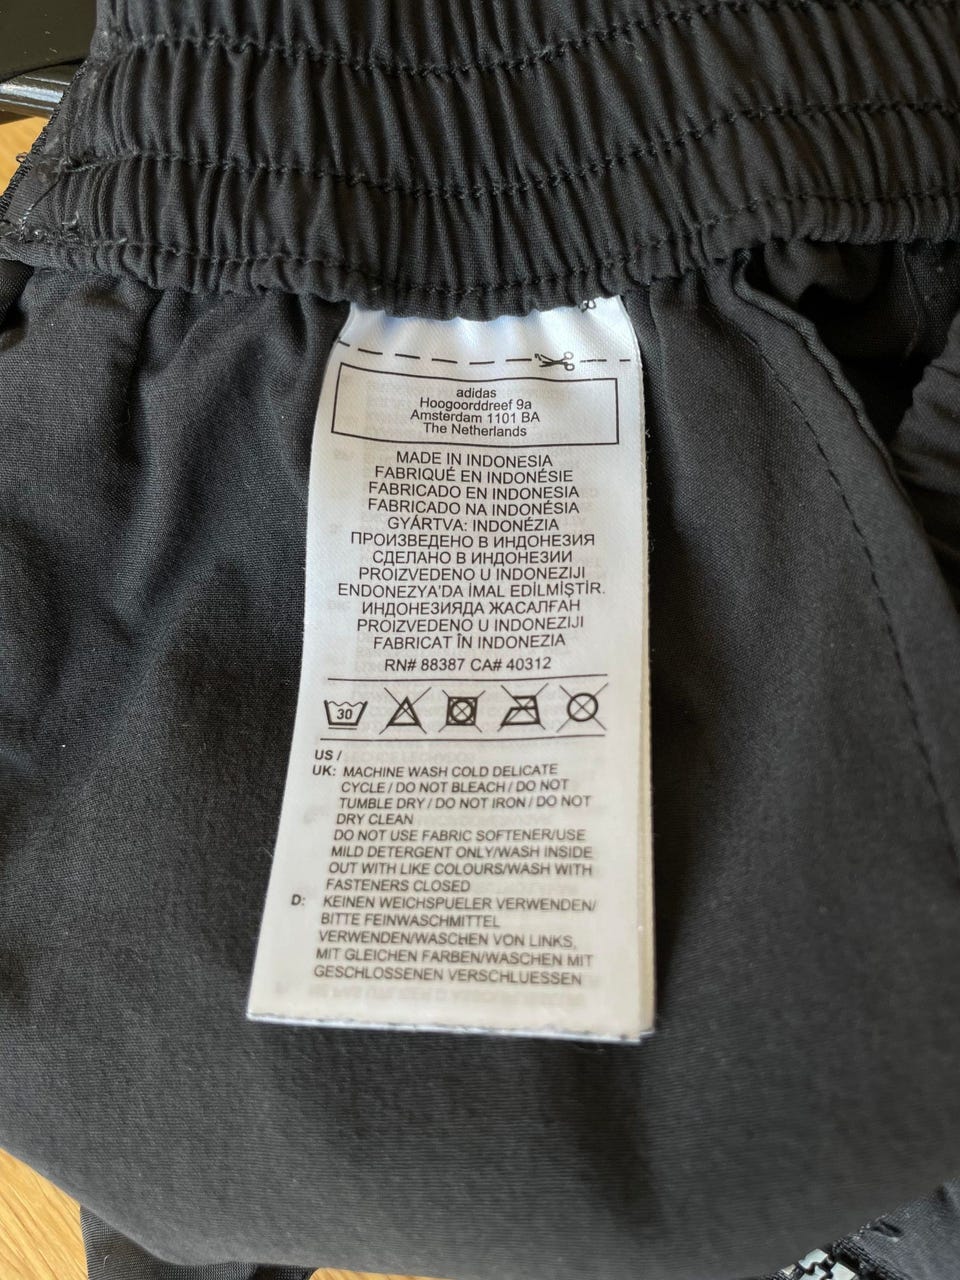 adidas
Hoogoorddreef 9a
Amsterdam 1101 BA
The Netherlands
MADE IN INDONESIA
FABRIQUÉ EN INDONÉSIE
FABRICADO EN INDONESIA
FABRICADO NA INDONÉSIA
GYÁRTVA: INDONÉZIA
ПРОИЗВЕДЕНО В ИНДОНЕЗИЯ
СДЕЛАНО В ИНДОНЕЗИИ
PROIZVEDENO U INDONEZIJI
ENDONEZYA'DA İMAL EDİLMİŞTİR.
ИНДОНЕЗИЯДА ЖАСАЛҒАН
PROIZVEDENO U INDONEZIJI
FABRICAT ÎN INDONEZIA
RN# 88387 CA# 40312
30
US /
UK: MACHINE WASH COLD DELICATE
CYCLE / DO NOT BLEACH / DO NOT
TUMBLE DRY / DO NOT IRON / DO NOT
DRY CLEAN
DO NOT USE FABRIC SOFTENER/USE
MILD DETERGENT ONLY/WASH INSIDE
OUT WITH LIKE COLOURS/WASH WITH
FASTENERS CLOSED
D: KEINEN WEICHSPUELER VERWENDEN/
BITTE FEINWASCHMITTEL
VERWENDEN/WASCHEN VON LINKS,
MIT GLEICHEN FARBEN/WASCHEN MIT
GESCHLOSSENEN VERSCHLUESSEN